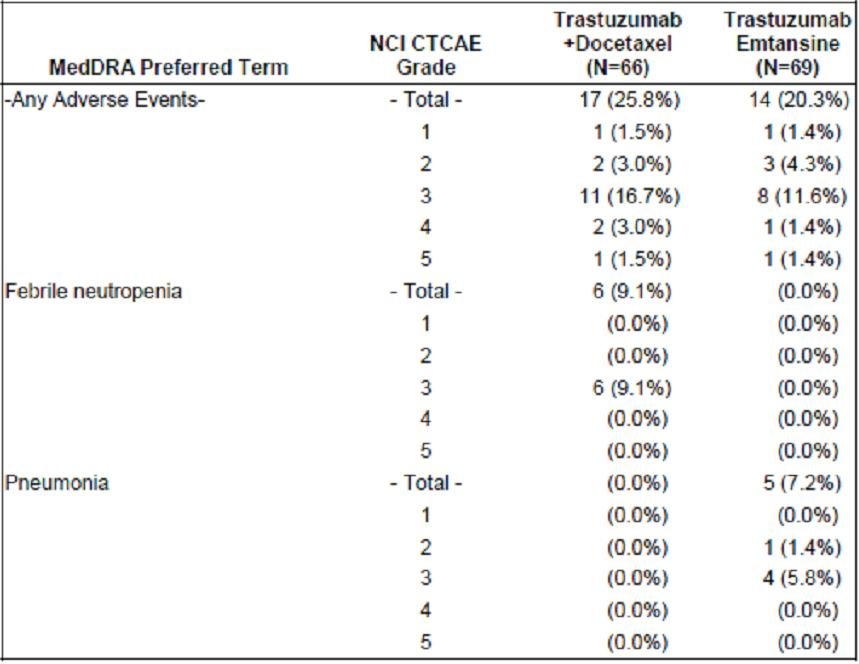 MedDRA Preferred Term NCI CTCAE Grade Trastuzumab +Docetaxel (N=66) Trastuzumab Emtansine (N=69)
-Any Adverse Events- - Total - 17 (25.8%) 14 (20.3%)
1 1 (1.5%) 1 (1.4%)
2 2 (3.0%) 3 (4.3%)
3 11 (16.7%) 8 (11.6%)
4 2 (3.0%) 1 (1.4%)
5 1 (1.5%) 1 (1.4%)
Febrile neutropenia - Total - 6 (9.1%) (0.0%)
1 (0.0%) (0.0%)
2 (0.0%) (0.0%)
3 6 (9.1%) (0.0%)
4 (0.0%) (0.0%)
5 (0.0%) (0.0%)
Pneumonia - Total - (0.0%) 5 (7.2%)
1 (0.0%) (0.0%)
2 (0.0%) 1 (1.4%)
3 (0.0%) 4 (5.8%)
4 (0.0%) (0.0%)
5 (0.0%) (0.0%)